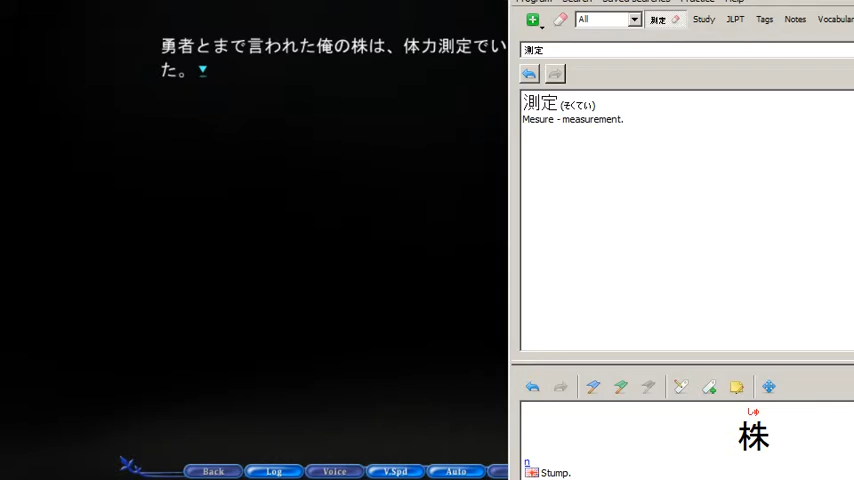 勇者とまで言われた俺の株は、体力測定でい
た。
Back
Log
Voice
V.Spd
Auto
All
測定
Study
JLPT
Tags
Notes
Vocabular
測定
測定 (そくてい)
Mesure - measurement.
しゅ
株
n
Stump.